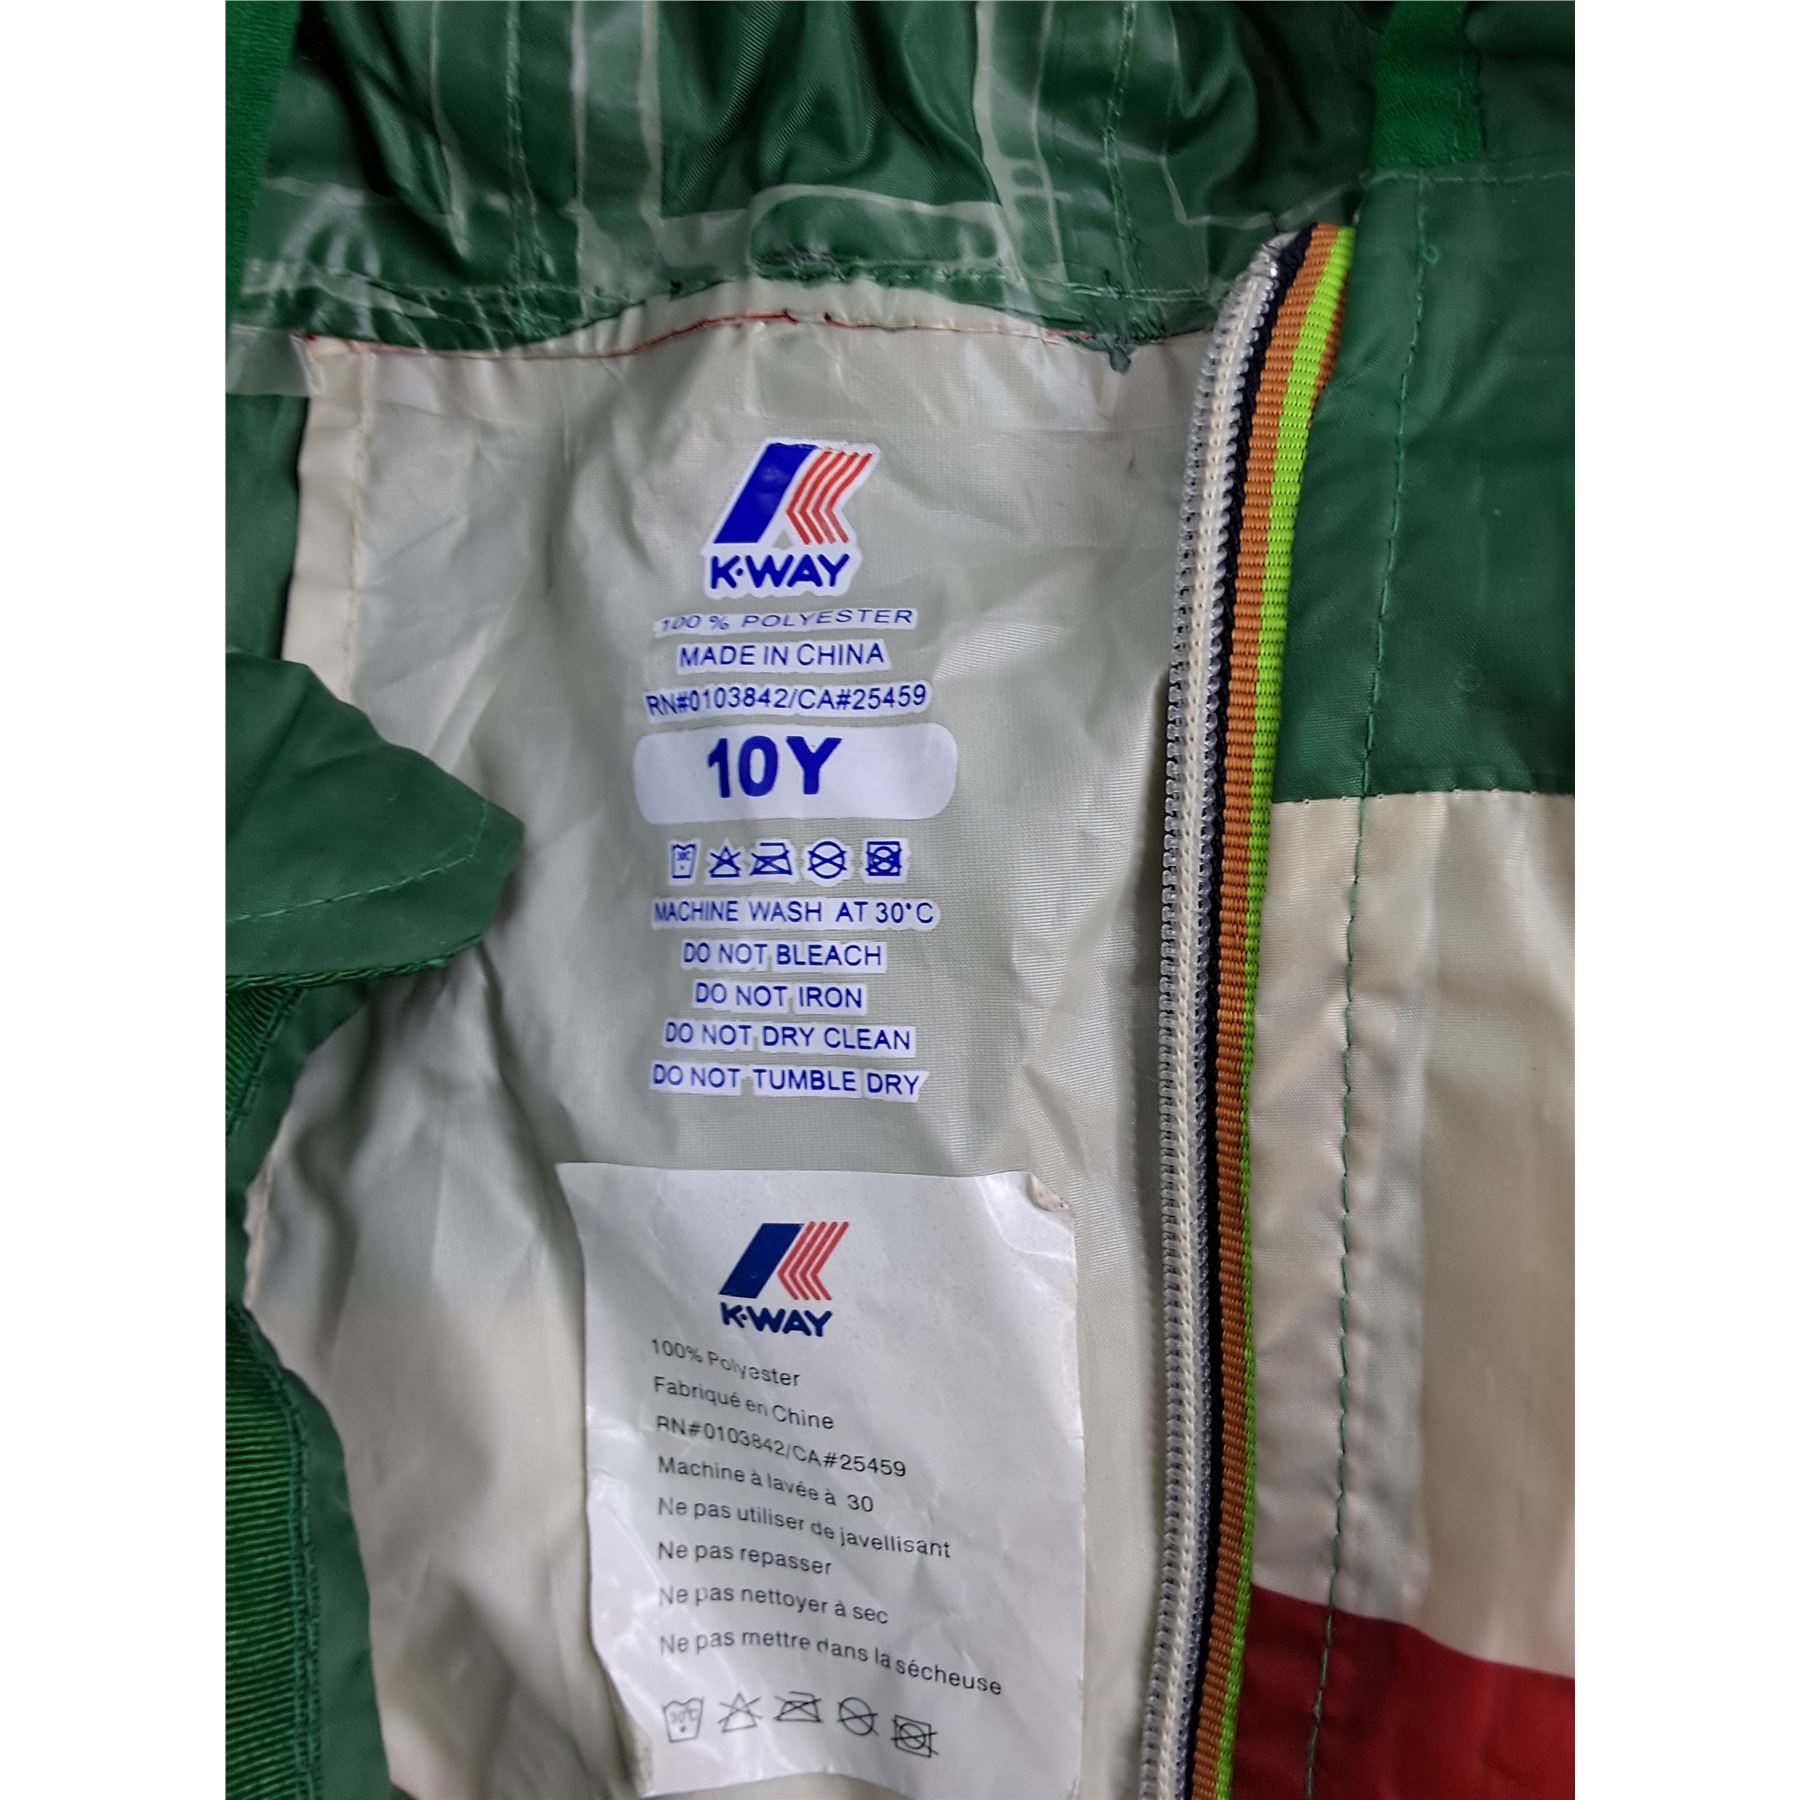 K·WAY
100 % POLYESTER
MADE IN CHINA
RN#0103842/CA#25459
10Y
30C
MACHINE WASH AT 30°C
DO NOT BLEACH
DO NOT IRON
DO NOT DRY CLEAN
DO NOT TUMBLE DRY
K·WAY
100% Polyester
Fabriqué en Chine
RN#0103842/CA#25459
Machine à lavée à 30
Ne pas utiliser de javellisant
Ne pas repasser
Ne pas nettoyer à sec
Ne pas mettre dans la sécheuse
30°C